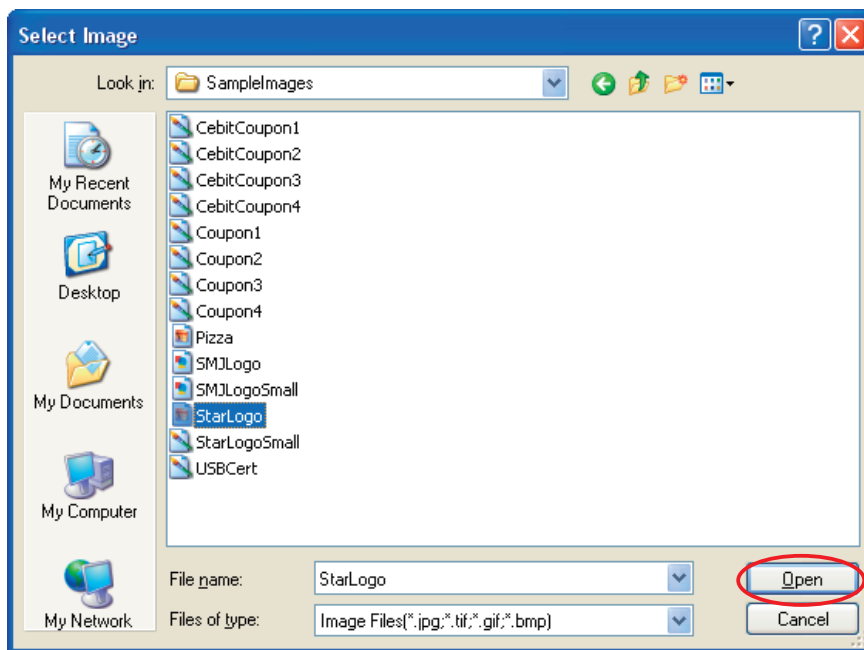 Select Image
Look in: SampleImages
My Recent
Documents
Desktop
My Documents
My Computer
My Network
CebitCoupon1
CebitCoupon2
CebitCoupon3
CebitCoupon4
Coupon1
Coupon2
Coupon3
Coupon4
Pizza
SMJLogo
SMJLogoSmall
StarLogo
StarLogoSmall
USBCert
File name: StarLogo Open
Files of type: Image Files(*.jpg;*.tif;*.gif;*.bmp) Cancel